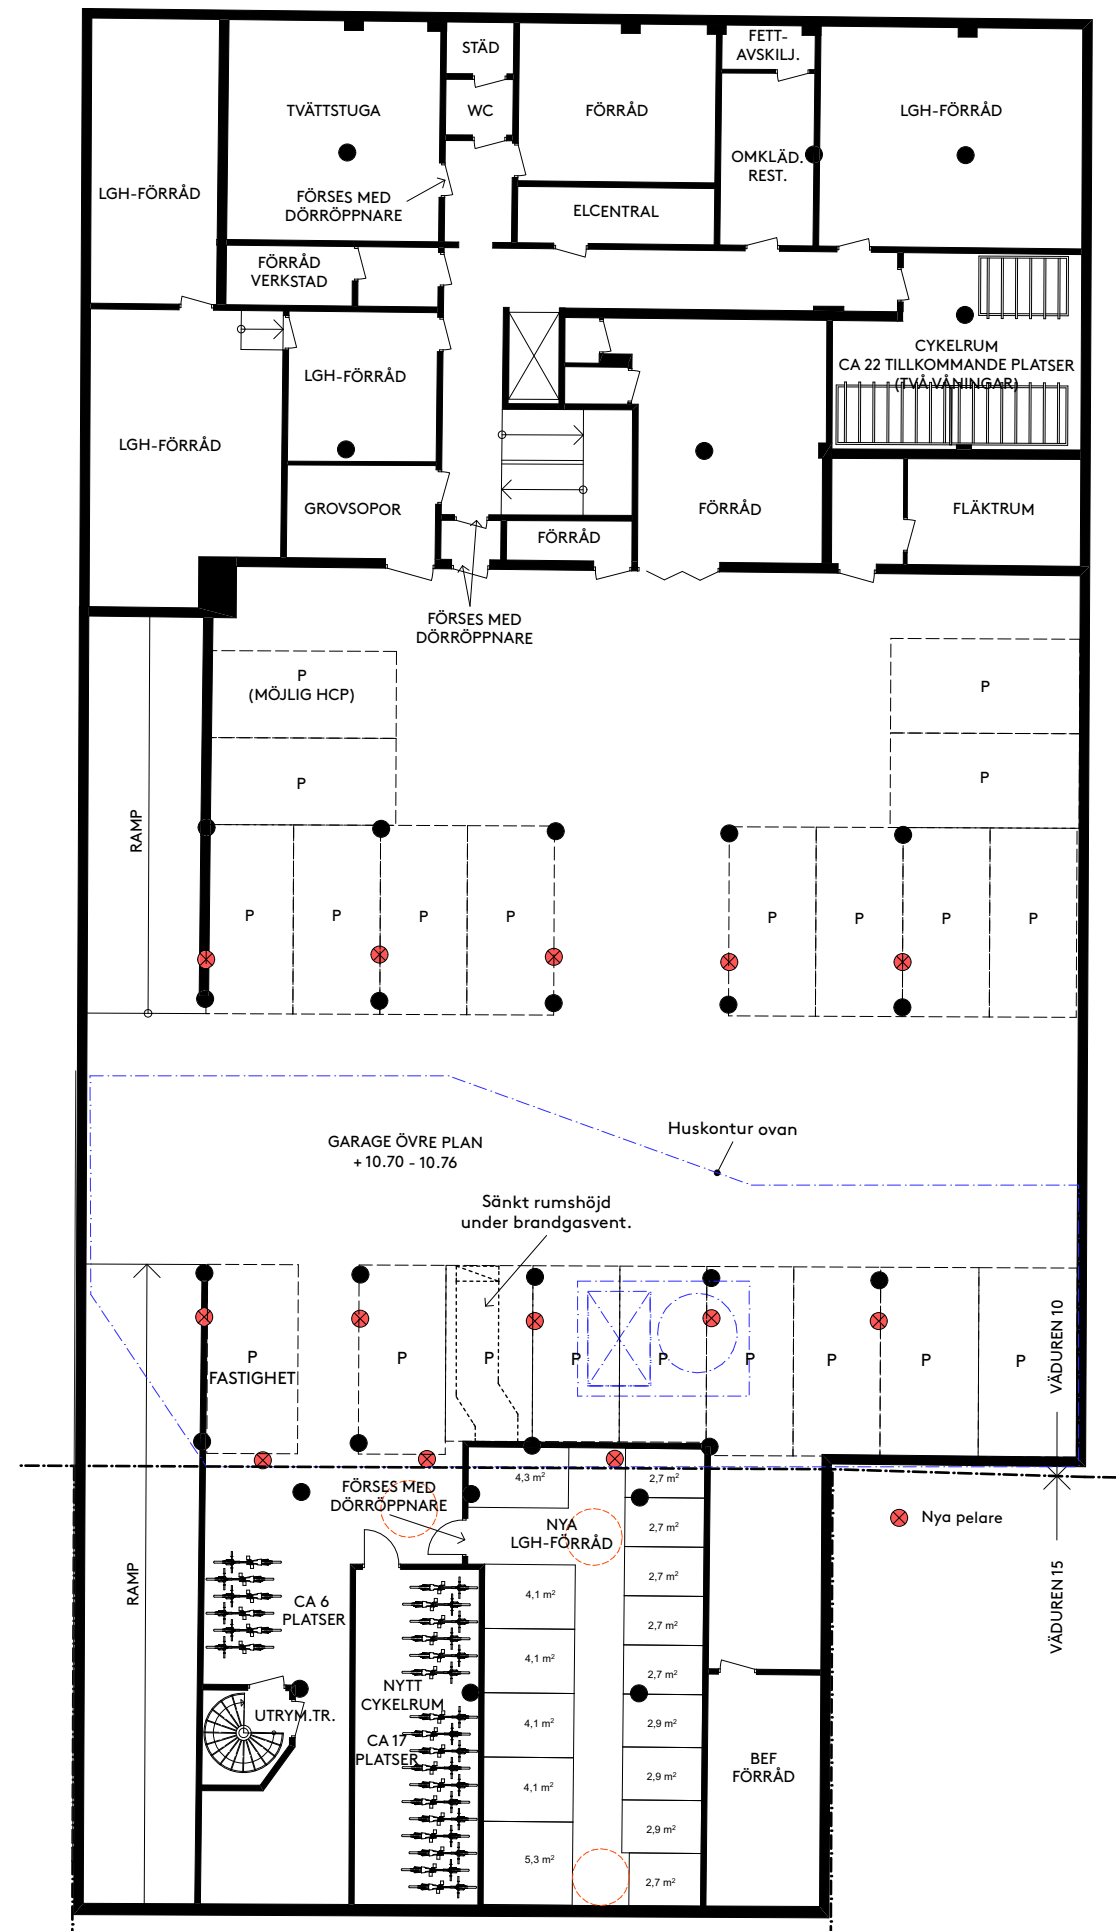 STÄD
FETT-
AVSKILJ.
TVÄTTSTUGA
WC
FÖRRÅD
LGH-FÖRRÅD
OMKLÄD.
REST.
LGH-FÖRRÅD
FÖRSES MED
DÖRRÖPPNARE
ELCENTRAL
FÖRRÅD
VERKSTAD
CYKELRUM
CA 22 TILLKOMMANDE PLATSER
(TVÅ VÅNINGAR)
LGH-FÖRRÅD
LGH-FÖRRÅD
GROVSOPOR
FÖRRÅD
FLÄKTRUM
FÖRRÅD
FÖRSES MED
DÖRRÖPPNARE
P
(MÖJLIG HCP)
P
P
P
RAMP
P
P
P
P
P
P
P
P
Huskontur ovan
GARAGE ÖVRE PLAN
+10.70 - 10.76
Sänkt rumshöjd
under brandgasvent.
P
FASTIGHET
P
P
P
P
P
P
P
P
VÄDUREN 10
FÖRSES MED
DÖRRÖPPNARE
4,3 m²
2,7 m²
NYA
LGH-FÖRRÅD
2,7 m²
Nya pelare
RAMP
CA 6
PLATSER
4,1 m²
2,7 m²
2,7 m²
VÄDUREN 15
4,1 m²
2,7 m²
NYTT
CYKELRUM
UTRYM.TR.
4,1 m²
2,9 m²
CA 17
PLATSER
4,1 m²
2,9 m²
BEF
FÖRRÅD
2,9 m²
5,3 m²
2,7 m²